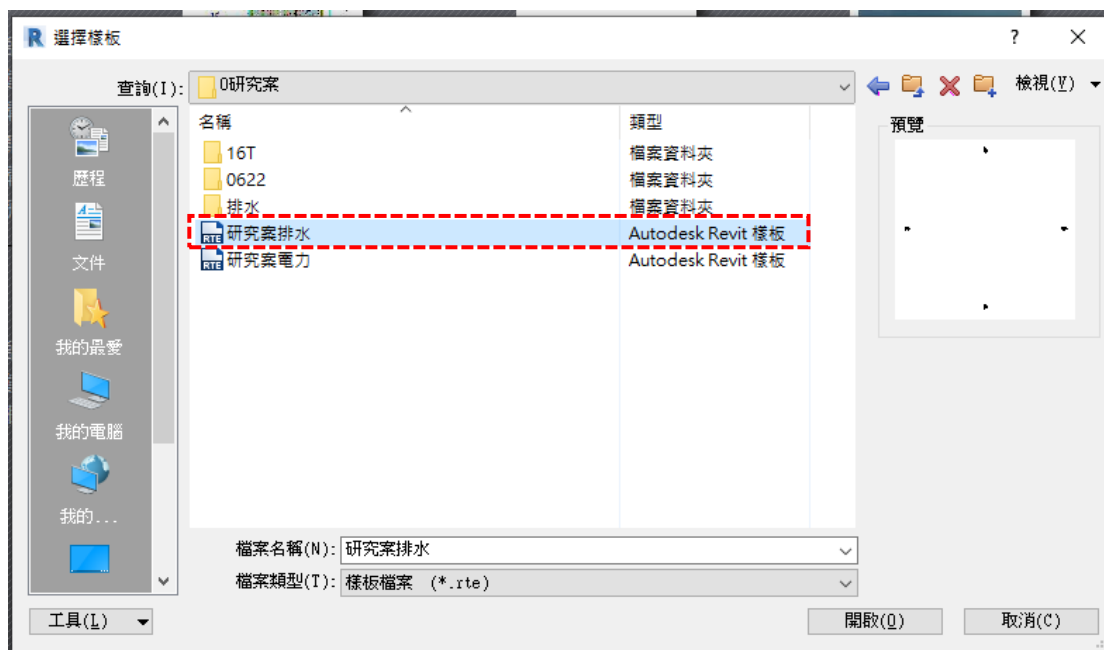 R 選擇樣板 ?
查詢(I): 0研究案 檢視(V)
名稱 類型 預覽
16T 檔案資料夾
0622 檔案資料夾
排水 檔案資料夾
RTE 研究案排水 Autodesk Revit 樣板
RTE 研究案電力 Autodesk Revit 樣板
歷程
文件
我的最愛
我的電腦
我的...
檔案名稱(N): 研究案排水
檔案類型(T): 樣板檔案 (*.rte)
工具(L) 開啟(O) 取消(C)